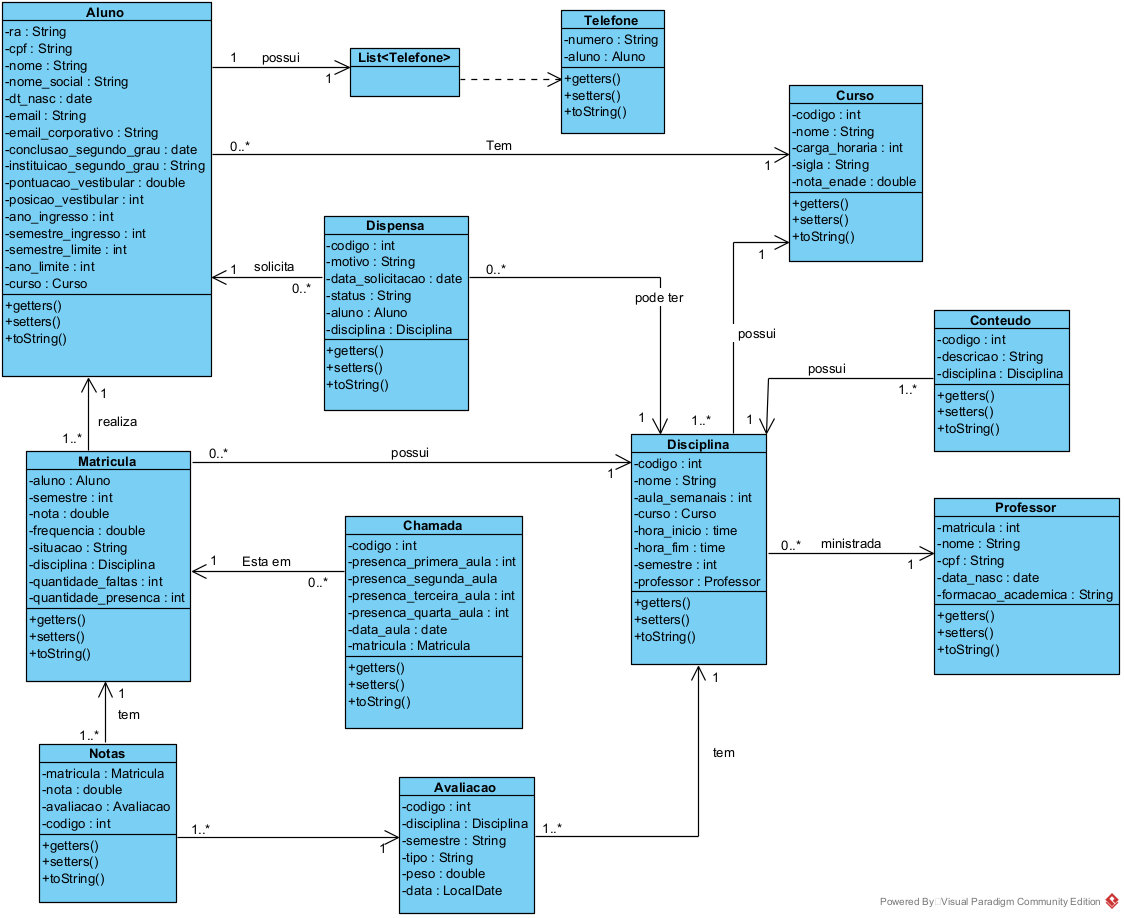 Aluno
-ra : String
-cpf : String
-nome : String
-nome_social : String
-dt_nasc : date
-email : String
-email_corporativo : String
-conclusao_segundo_grau : date
-instituicao_segundo_grau : String
-pontuacao_vestibular : double
-posicao_vestibular : int
-ano_ingresso : int
-semestre_ingresso : int
-semestre_limite : int
-ano_limite : int
-curso : Curso
+getters()
+setters()
+toString()
1 possui 1
List<Telefone>
Telefone
-numero : String
-aluno : Aluno
+getters()
+setters()
+toString()
0..* Tem 1
Curso
-codigo : int
-nome : String
-carga_horaria : int
-sigla : String
-nota_enade : double
+getters()
+setters()
+toString()
1 solicita 0..*
Dispensa
-codigo : int
-motivo : String
-data_solicitacao : date
-status : String
-aluno : Aluno
-disciplina : Disciplina
+getters()
+setters()
+toString()
0..*
pode ter
1
1
possui
1..*
Conteudo
-codigo : int
-descricao : String
-disciplina : Disciplina
+getters()
+setters()
+toString()
possui
1..*
1
1
realiza
1..*
Matricula
-aluno : Aluno
-semestre : int
-nota : double
-frequencia : double
-situacao : String
-disciplina : Disciplina
-quantidade_faltas : int
-quantidade_presenca : int
+getters()
+setters()
+toString()
0..* possui 1
Disciplina
-codigo : int
-nome : String
-aula_semanais : int
-curso : Curso
-hora_inicio : time
-hora_fim : time
-semestre : int
-professor : Professor
+getters()
+setters()
+toString()
0..* ministrada 1
Professor
-matricula : int
-nome : String
-cpf : String
-data_nasc : date
-formacao_academica : String
+getters()
+setters()
+toString()
1 Esta em 0..*
Chamada
-codigo : int
-presenca_primera_aula : int
-presenca_segunda_aula
-presenca_terceira_aula : int
-presenca_quarta_aula : int
-data_aula : date
-matricula : Matricula
+getters()
+setters()
+toString()
1
tem
1..*
Notas
-matricula : Matricula
-nota : double
-avaliacao : Avaliacao
-codigo : int
+getters()
+setters()
+toString()
1..* 1
Avaliacao
-codigo : int
-disciplina : Disciplina
-semestre : String
-tipo : String
-peso : double
-data : LocalDate
1
tem
1..*
Powered By Visual Paradigm Community Edition